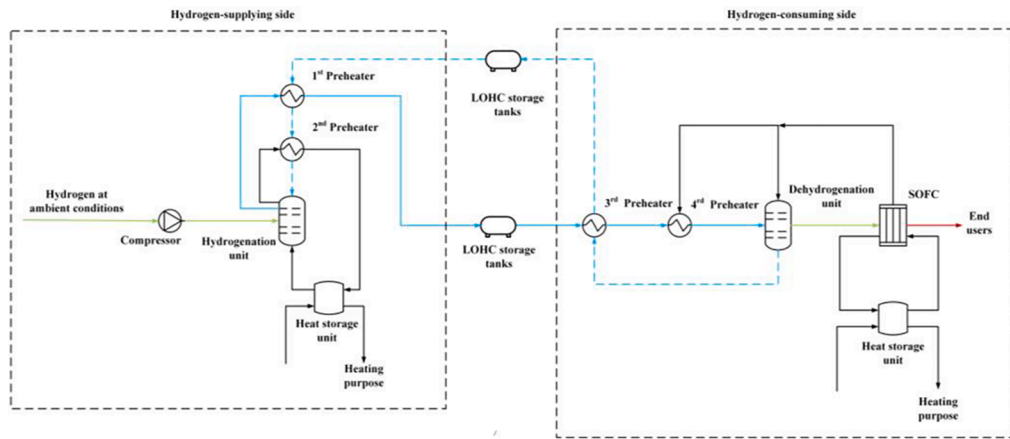 Hydrogen-supplying side
Hydrogen-consuming side
1st Preheater
LOHC storage
tanks
2nd Preheater
Hydrogen at
ambient conditions
Compressor
Hydrogenation
unit
Heat storage
unit
Heating
purpose
LOHC storage
tanks
3rd Preheater
4th Preheater
Dehydrogenation
unit
SOFC
End
users
Heat storage
unit
Heating
purpose